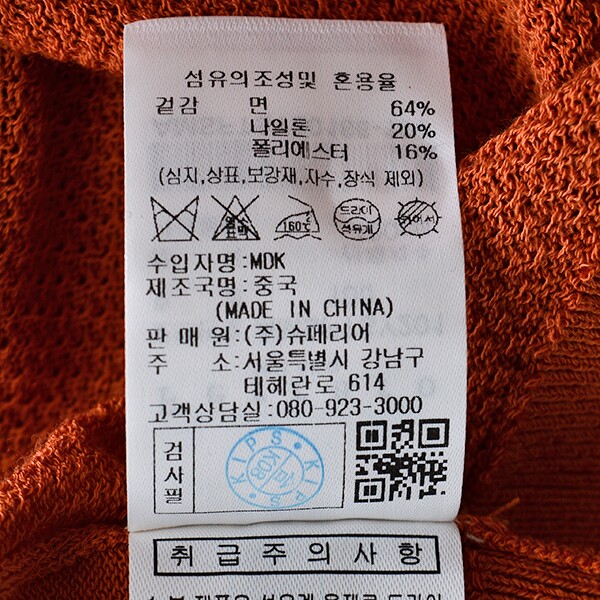 섬유의조성및 혼용율
겉감 면 64%
나일론 20%
폴리에스터 16%
(심지,상표,보강재,자수,장식 제외)
염소 표백
160℃
드라이 석유계
수입자명:MDK
제조국명:중국
(MADE IN CHINA)
판 매 원:(주)슈페리어
주 소:서울특별시 강남구
테헤란로 614
고객상담실:080-923-3000
검사필
KIPS KIPS
취급주의사항